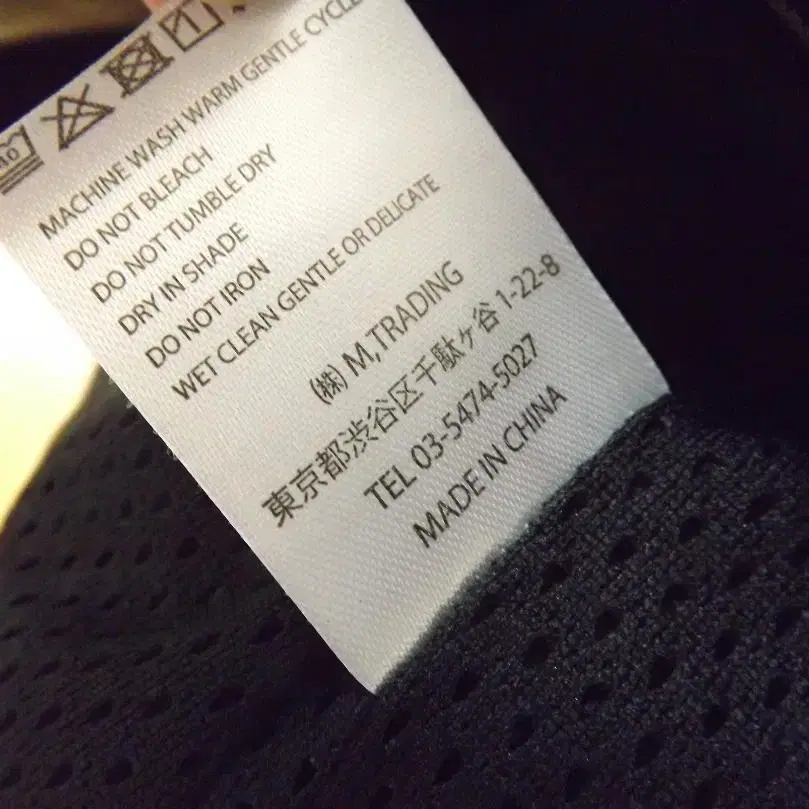 40
MACHINE WASH WARM GENTLE CYCLE
DO NOT BLEACH
DO NOT TUMBLE DRY
DRY IN SHADE
DO NOT IRON
WET CLEAN GENTLE OR DELICATE
㈱ M,TRADING
東京都渋谷区千駄ヶ谷 1-22-8
TEL 03-5474-5027
MADE IN CHINA